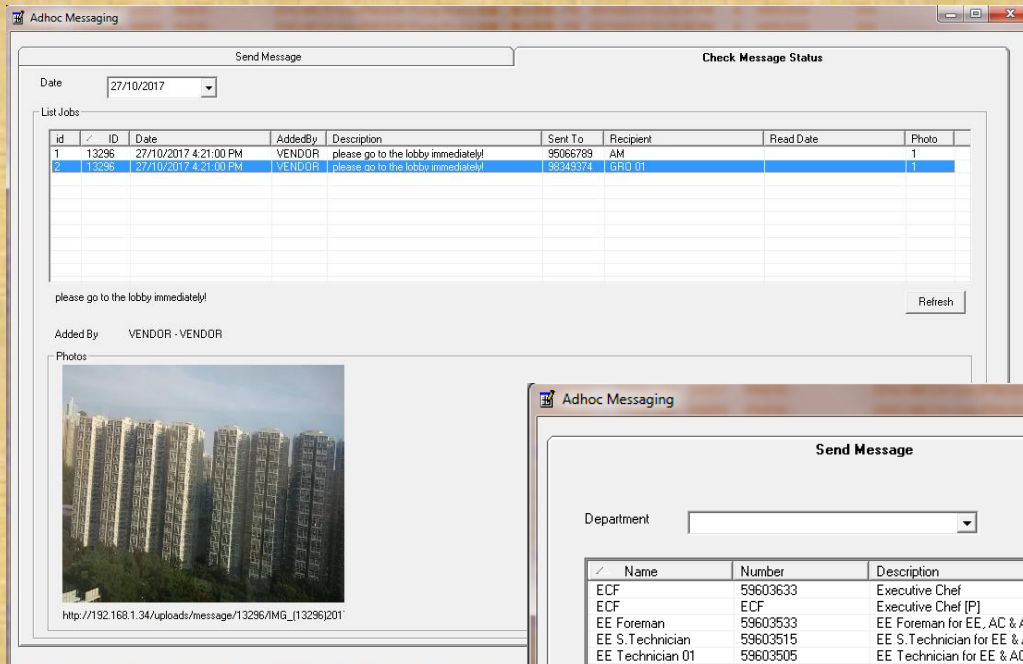 Adhoc Messaging
Send Message
Check Message Status
Date
27/10/2017
List Jobs
id ID Date AddedBy Description Sent To Recipient Read Date Photo
1 13296 27/10/2017 4:21:00 PM VENDOR please go to the lobby immediately! 95066789 AM 1
2 13296 27/10/2017 4:21:00 PM VENDOR please go to the lobby immediately! 98349374 GRO 01 1
please go to the lobby immediately!
Refresh
Added By VENDOR - VENDOR
Photos
http://192.168.1.34/uploads/message/13296/IMG_(13296)201
Adhoc Messaging
Send Message
Department
Name Number Description
ECF 59603633 Executive Chef
ECF ECF Executive Chef [P]
EE Foreman 59603533 EE Foreman for EE, AC &
EE S.Technician 59603515 EE S.Technician for EE &
EE Technician 01 59603505 EE Technician for EE & AC